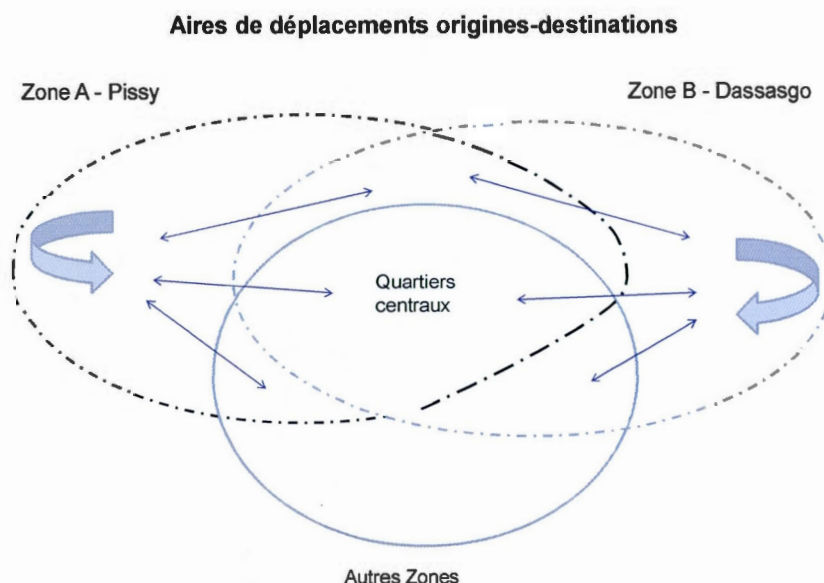 Aires de déplacements origines-destinations
Zone A - Pissy
Zone B - Dassasgo
Quartiers
centraux
Autres Zones